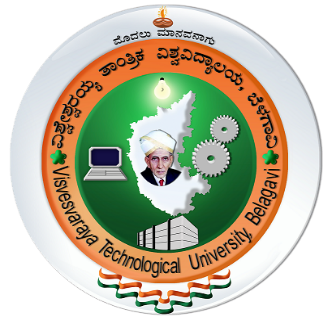 ಮೊದಲು ಮಾನವನಾಗು
ವಿಶ್ವೇಶ್ವರಯ್ಯ ತಾಂತ್ರಿಕ ವಿಶ್ವವಿದ್ಯಾಲಯ, ಬೆಳಗಾವಿ
Visvesvaraya Technological University, Belagavi